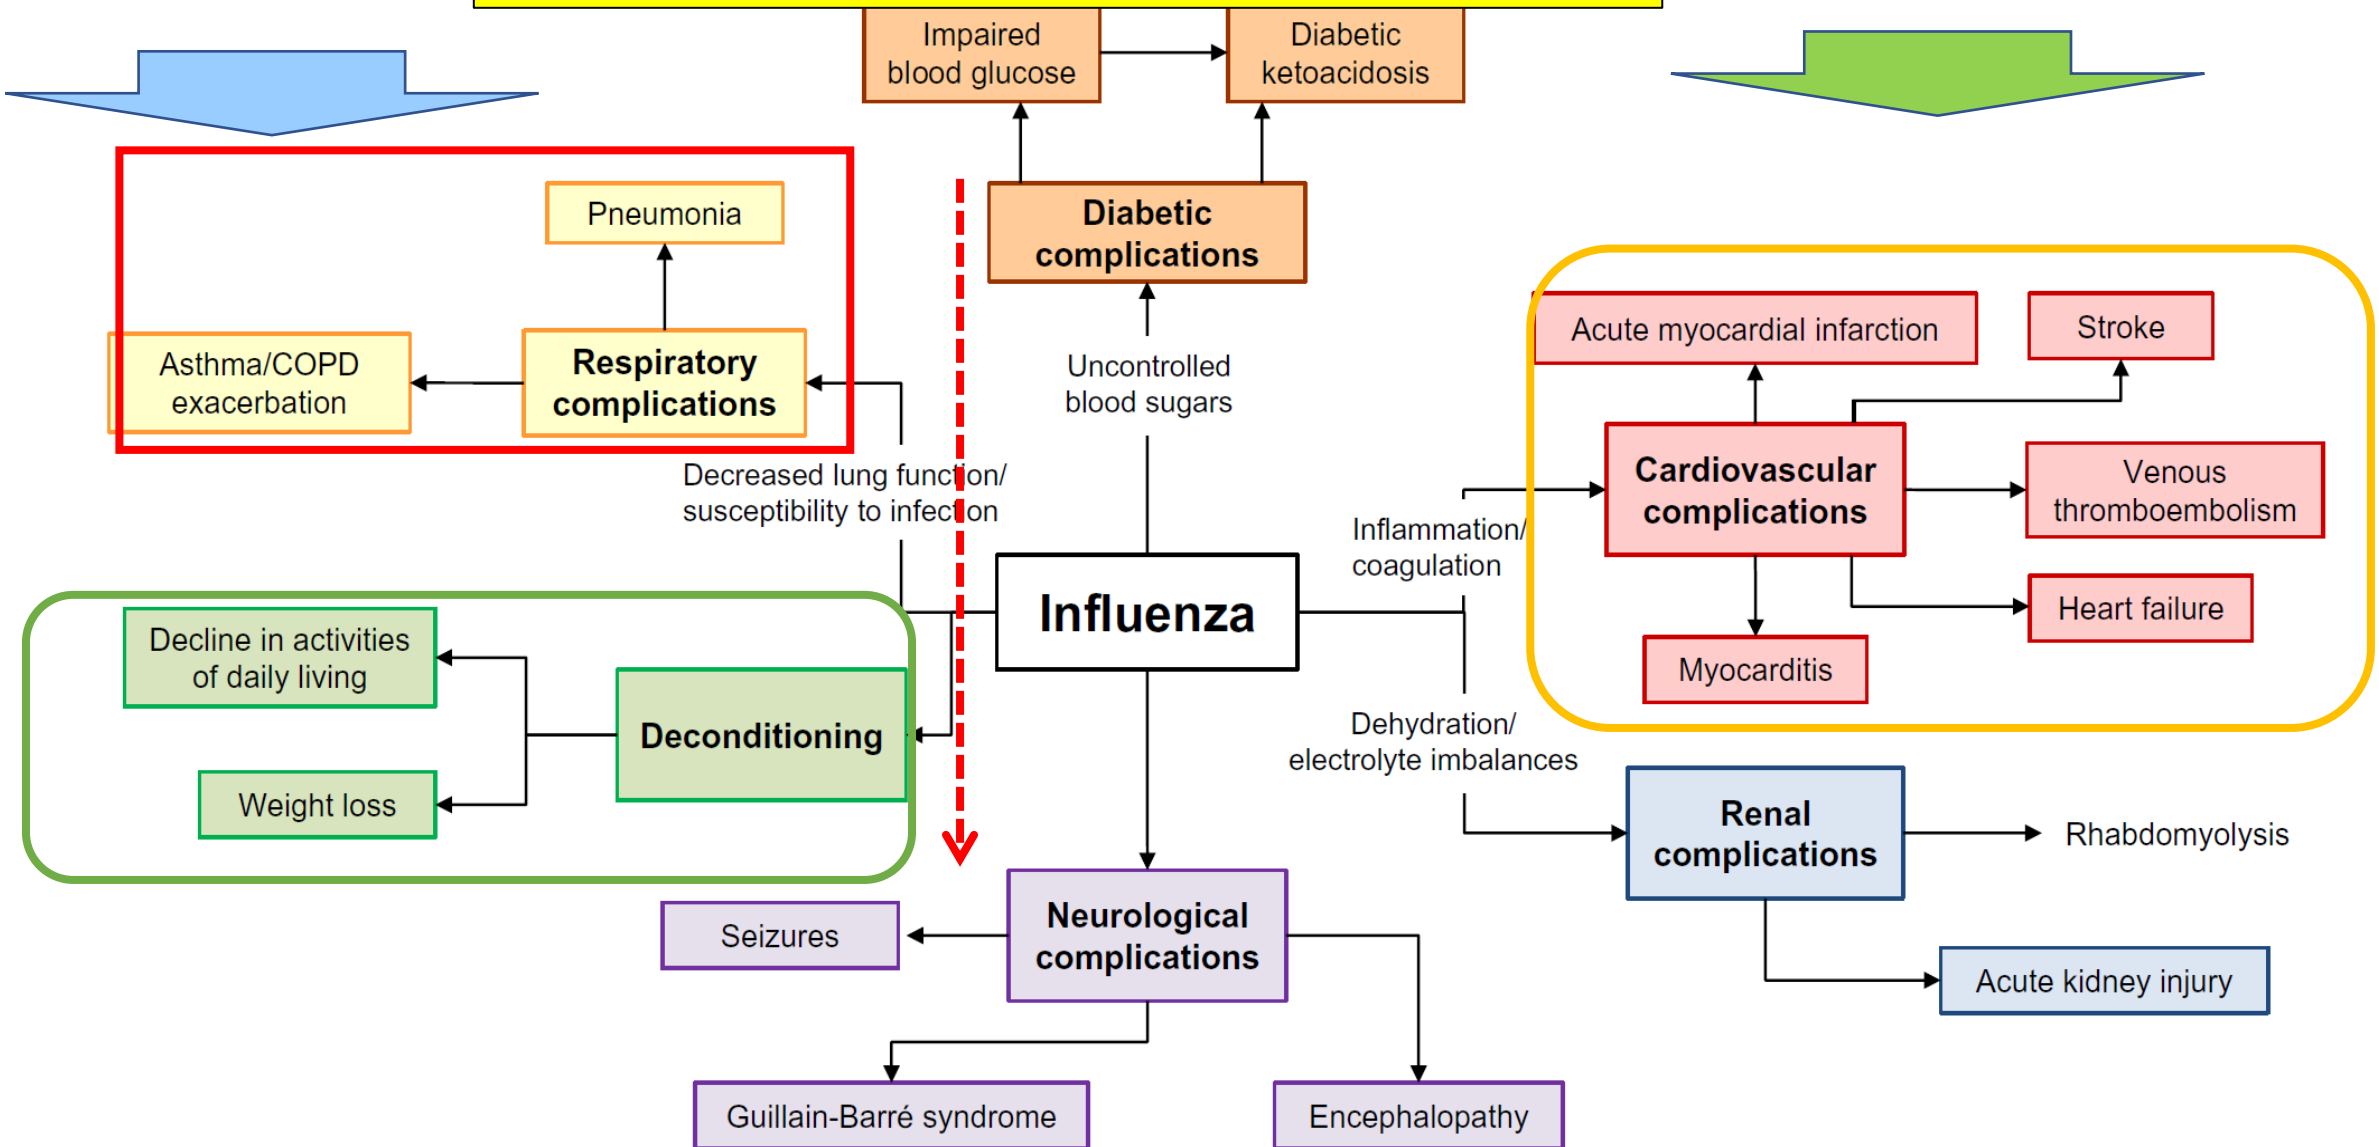 Impaired
blood glucose
Diabetic
ketoacidosis
Pneumonia
Diabetic
complications
Asthma/COPD
exacerbation
Respiratory
complications
Uncontrolled
blood sugars
Acute myocardial infarction
Stroke
Decreased lung function/
susceptibility to infection
Cardiovascular
complications
Venous
thromboembolism
Inflammation/
coagulation
Influenza
Heart failure
Myocarditis
Decline in activities
of daily living
Deconditioning
Weight loss
Dehydration/
electrolyte imbalances
Renal
complications
Rhabdomyolysis
Acute kidney injury
Seizures
Neurological
complications
Guillain-Barré syndrome
Encephalopathy